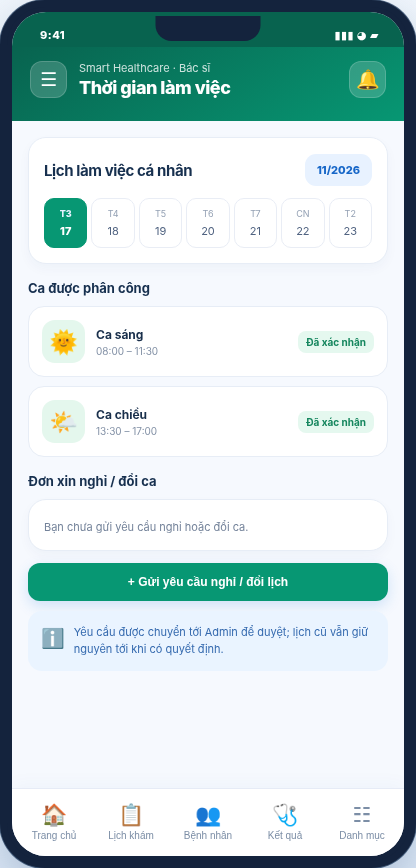 9:41
Smart Healthcare · Bác sĩ
Thời gian làm việc
Lịch làm việc cá nhân
11/2026
T3 T4 T5 T6 T7 CN T2
17 18 19 20 21 22 23
Ca được phân công
Ca sáng
08:00 – 11:30
Đã xác nhận
Ca chiều
13:30 – 17:00
Đã xác nhận
Đơn xin nghỉ / đổi ca
Bạn chưa gửi yêu cầu nghỉ hoặc đổi ca.
+ Gửi yêu cầu nghỉ / đổi lịch
Yêu cầu được chuyển tới Admin để duyệt; lịch cũ vẫn giữ
nguyên tới khi có quyết định.
Trang chủ Lịch khám Bệnh nhân Kết quả Danh mục